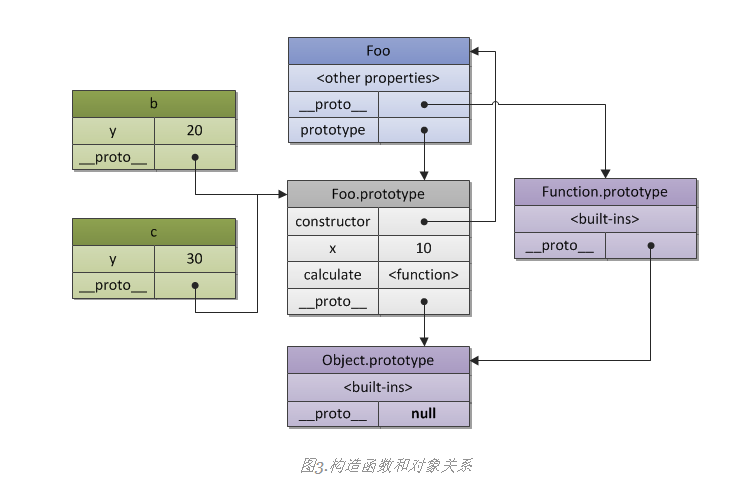 Foo
<other properties>
__proto__
prototype
b
y 20
__proto__
Foo.prototype
constructor
x 10
calculate <function>
__proto__
Function.prototype
<built-ins>
__proto__
c
y 30
__proto__
Object.prototype
<built-ins>
__proto__ null
图3.构造函数和对象关系